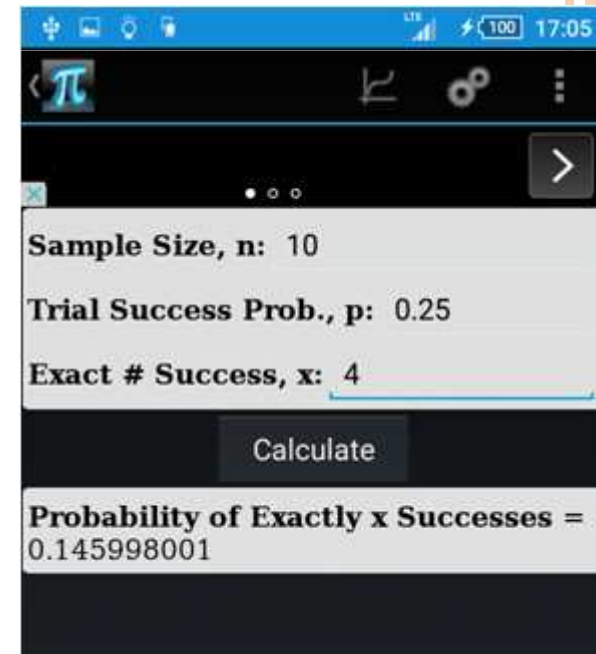 LTE 100 17:05
π
Sample Size, n: 10
Trial Success Prob., p: 0.25
Exact # Success, x: 4
Calculate
Probability of Exactly x Successes =
0.145998001